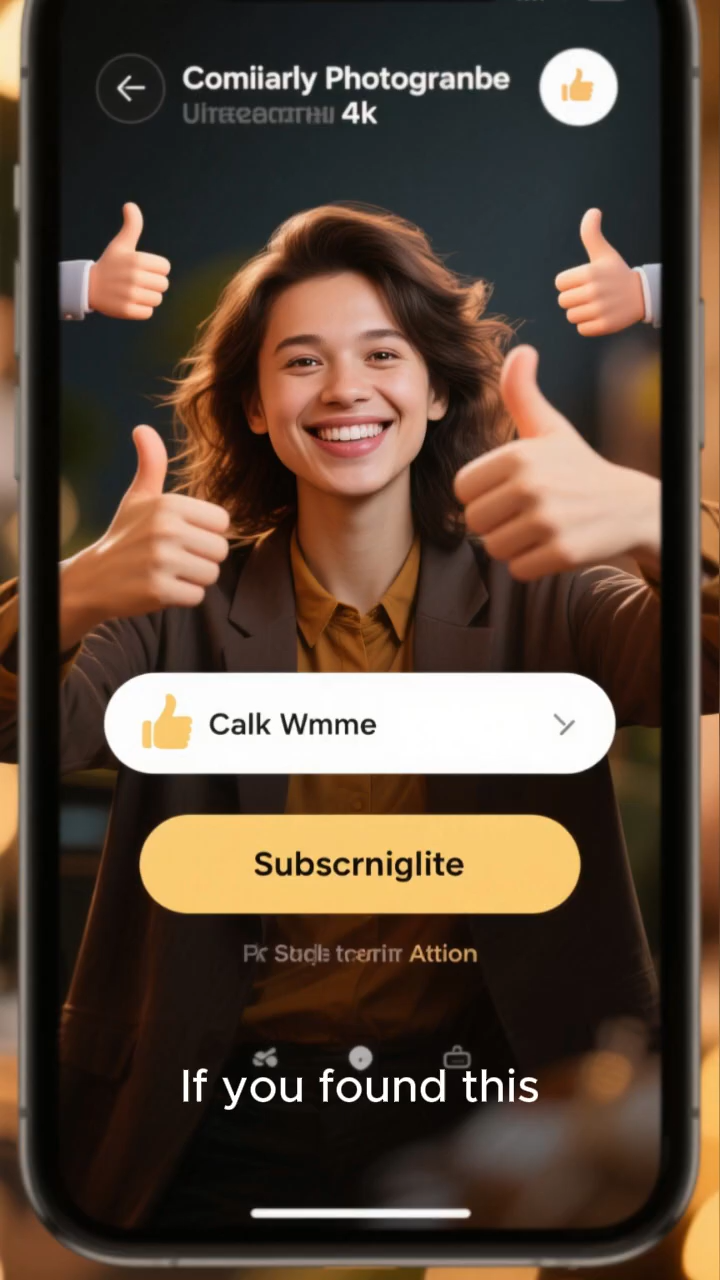 Comiiarly Photogranbe
4k
Calk Wmme
Subscrniglite
Attion
If you found this